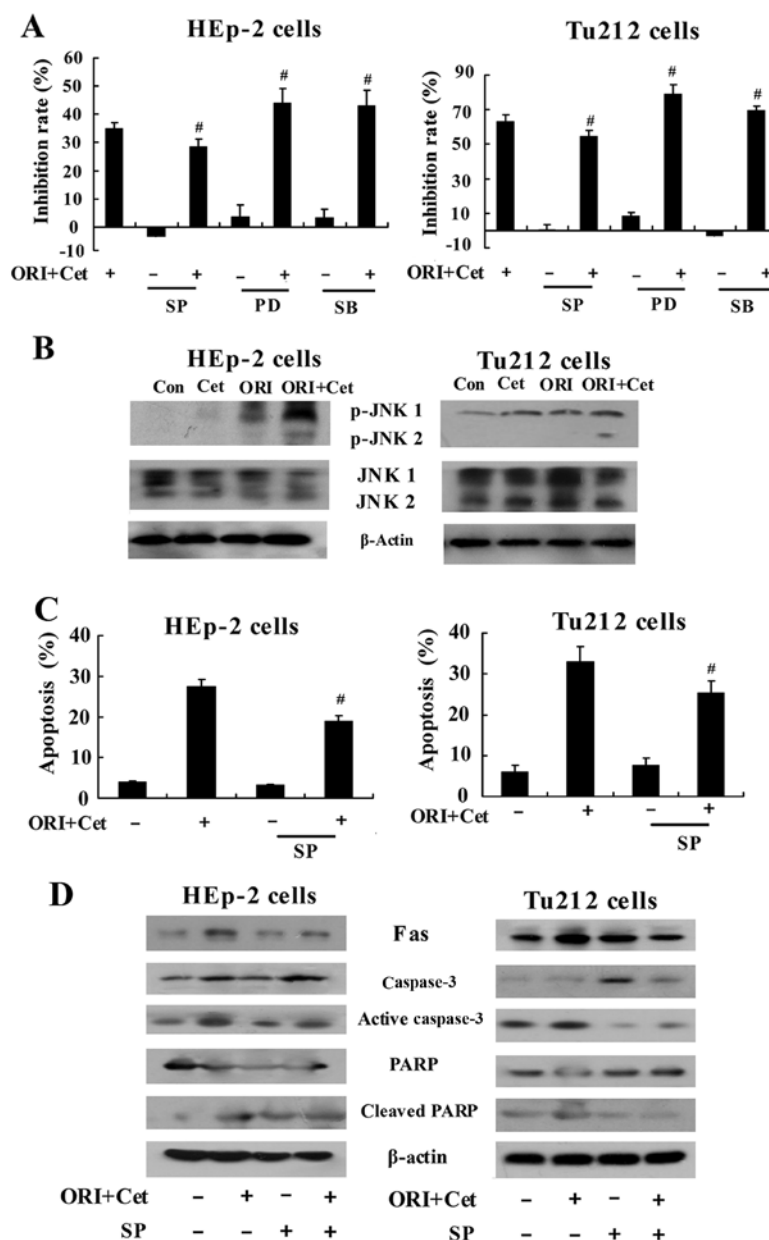 A
HEp-2 cells
Inhibition rate (%)
60
50
40
30
20
10
0
-10
# # #
ORI+Cet + − + − + − +
SP PD SB
Tu212 cells
Inhibition rate (%)
90
70
50
30
10
-10
# # #
ORI+Cet + − + − + − +
SP PD SB
B
HEp-2 cells
Con Cet ORI ORI+Cet
Tu212 cells
Con Cet ORI ORI+Cet
p-JNK 1
p-JNK 2
JNK 1
JNK 2
β-Actin
C
HEp-2 cells
Apoptosis (%)
40
30
20
10
0
#
ORI+Cet − + − +
SP
Tu212 cells
Apoptosis (%)
40
30
20
10
0
#
ORI+Cet − + − +
SP
D
HEp-2 cells
Tu212 cells
Fas
Caspase-3
Active caspase-3
PARP
Cleaved PARP
β-actin
ORI+Cet − + − + − + − +
SP − − + + − − + +